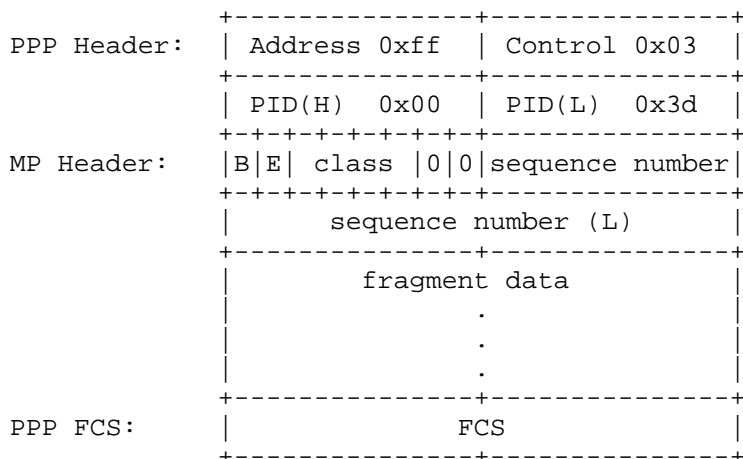 +---------------+---------------+
PPP Header:  | Address 0xff  | Control 0x03  |
             +---------------+---------------+
             | PID(H)  0x00  | PID(L)  0x3d  |
             +-+-+-+-+-+-+-+-+---------------+
MP Header:   |B|E| class |0|0|sequence number|
             +-+-+-+-+-+-+-+-+---------------+
             |      sequence number (L)      |
             +---------------+---------------+
             |        fragment data          |
             |               .               |
             |               .               |
             |               .               |
             +---------------+---------------+
PPP FCS:     |              FCS              |
             +---------------+---------------+